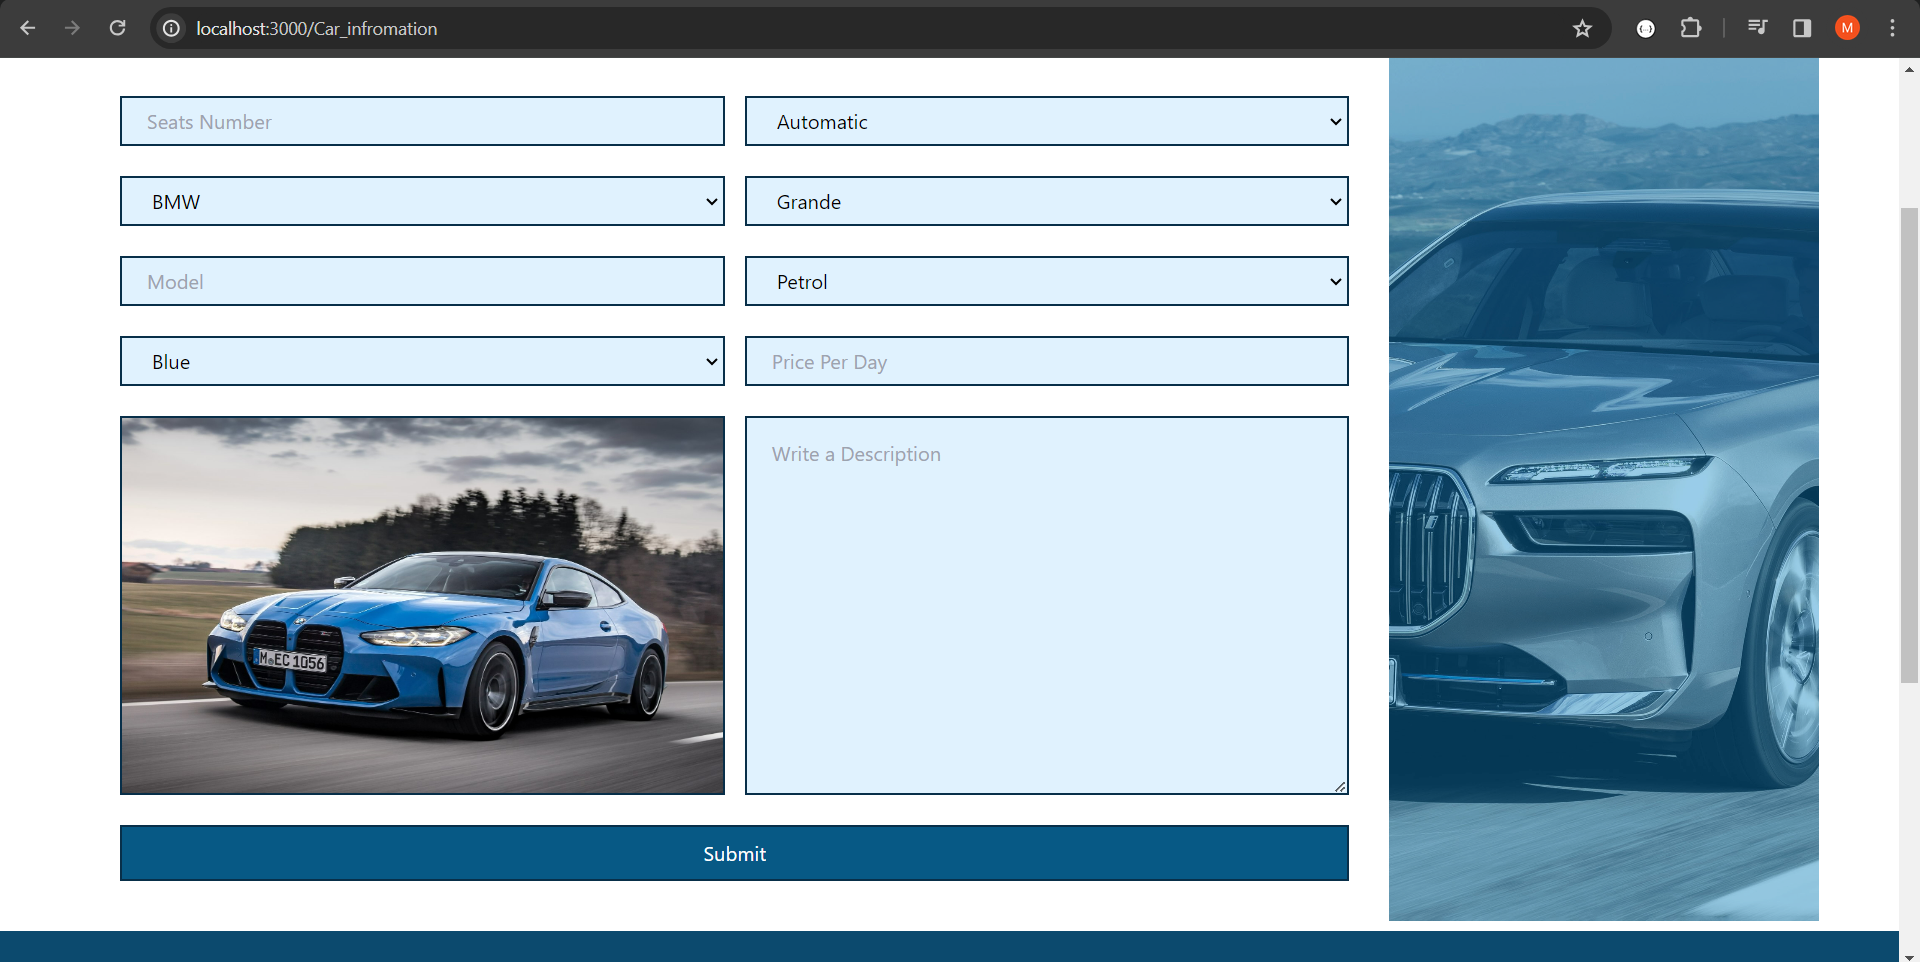 localhost:3000/Car_infromation
M
Seats Number
Automatic
BMW
Grande
Model
Petrol
Blue
Price Per Day
M EC 1056
Write a Description
Submit